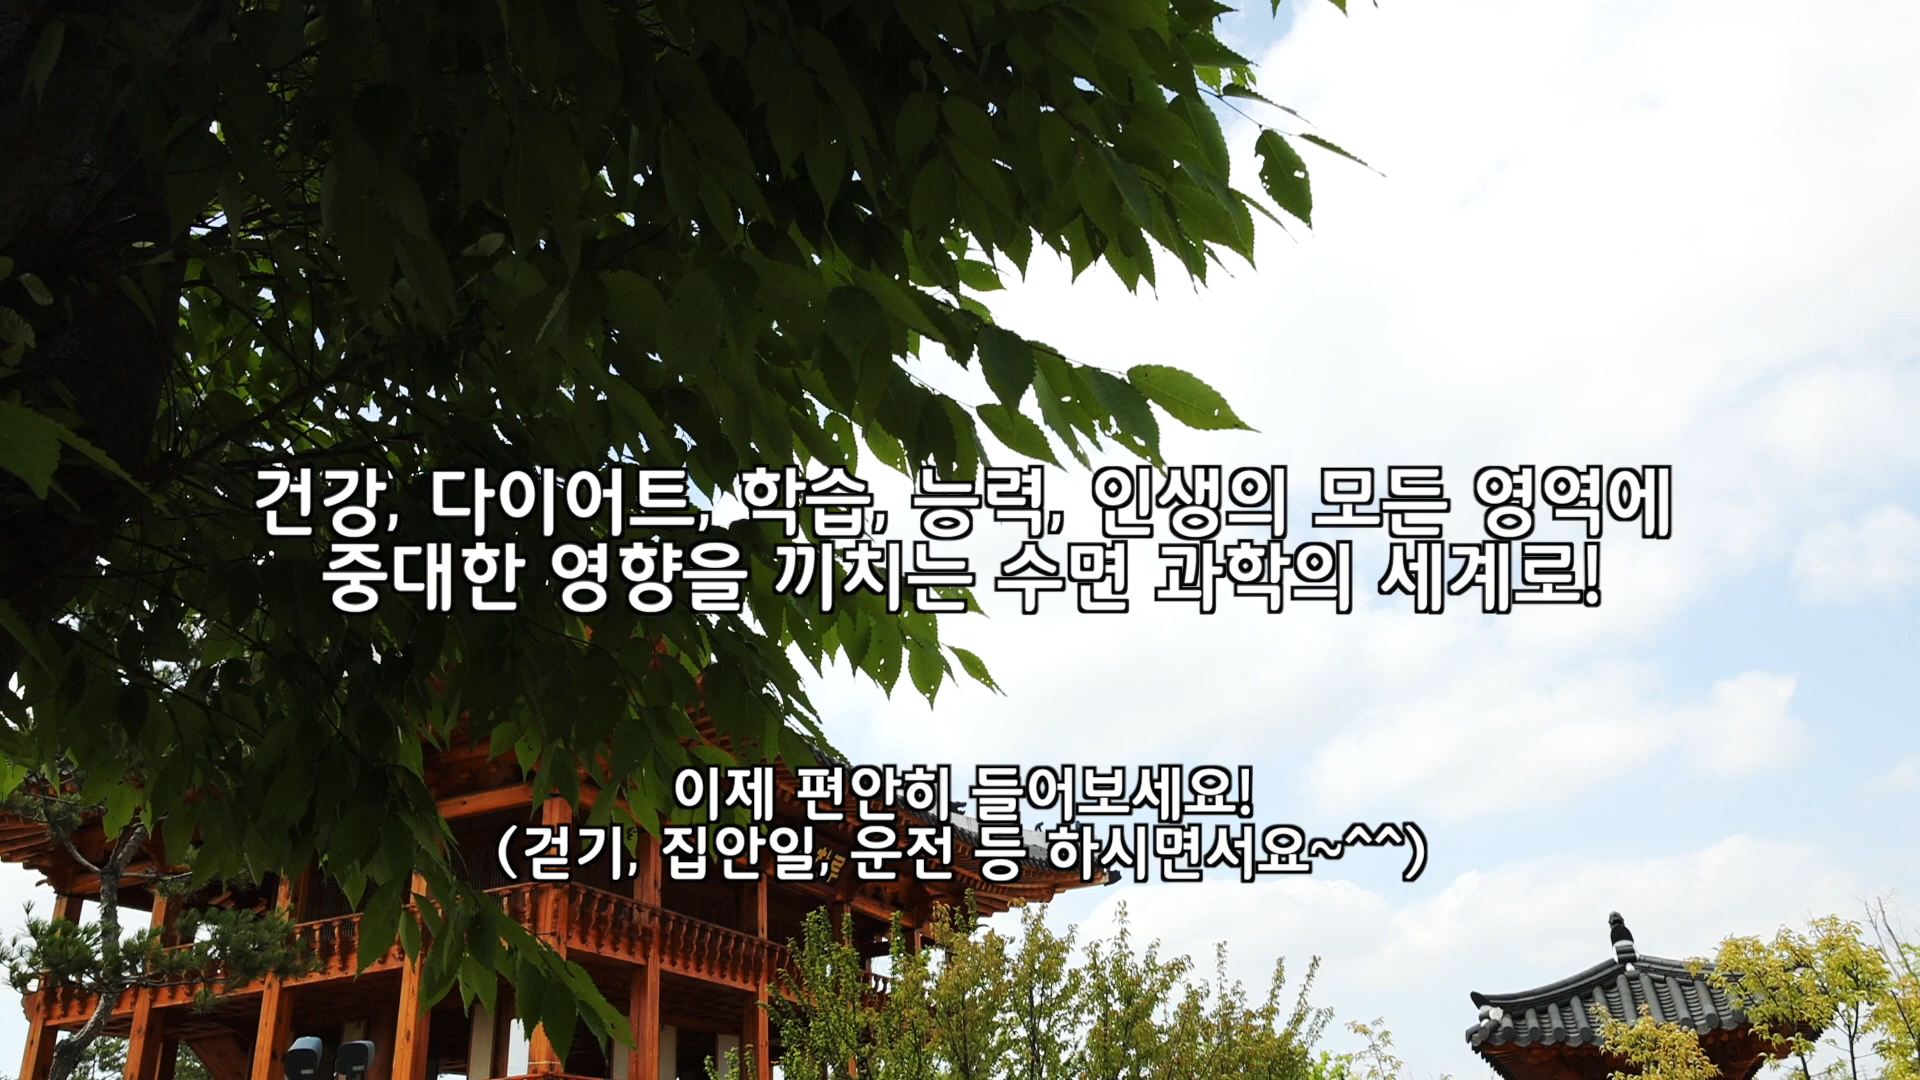 건강, 다이어트, 학습, 능력, 인생의 모든 영역에
중대한 영향을 끼치는 수면 과학의 세계로!
이제 편안히 들어보세요!
(걷기, 집안일, 운전 등 하시면서요~^^)